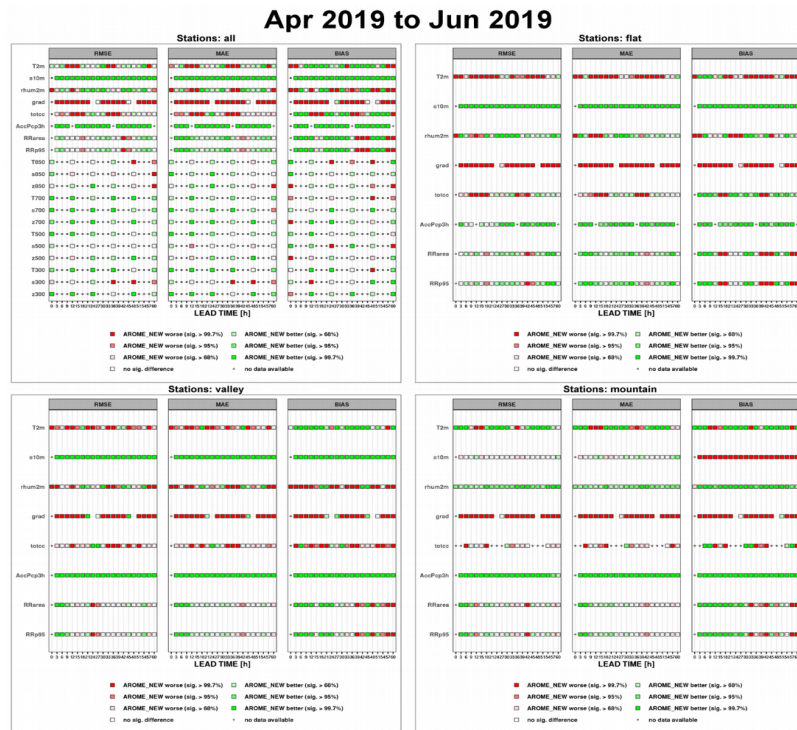 Apr 2019 to Jun 2019
Stations: all
RMSE MAE BIAS
T2m
s10m
rhum2m
grad
totcc
AccPcp3h
RRarea
RRp95
T850
s850
z850
T700
s700
z700
T500
s500
z500
T300
s300
z300
LEAD TIME [h]
AROME_NEW worse (sig. > 99.7%) AROME_NEW better (sig. > 68%)
AROME_NEW worse (sig. > 95%) AROME_NEW better (sig. > 95%)
AROME_NEW worse (sig. > 68%) AROME_NEW better (sig. > 99.7%)
no sig. difference no data available
Stations: flat
RMSE MAE BIAS
T2m
s10m
rhum2m
grad
totcc
AccPcp3h
RRarea
RRp95
LEAD TIME [h]
AROME_NEW worse (sig. > 99.7%) AROME_NEW better (sig. > 68%)
AROME_NEW worse (sig. > 95%) AROME_NEW better (sig. > 95%)
AROME_NEW worse (sig. > 68%) AROME_NEW better (sig. > 99.7%)
no sig. difference no data available
Stations: valley
RMSE MAE BIAS
T2m
s10m
rhum2m
grad
totcc
AccPcp3h
RRarea
RRp95
LEAD TIME [h]
AROME_NEW worse (sig. > 99.7%) AROME_NEW better (sig. > 68%)
AROME_NEW worse (sig. > 95%) AROME_NEW better (sig. > 95%)
AROME_NEW worse (sig. > 68%) AROME_NEW better (sig. > 99.7%)
no sig. difference no data available
Stations: mountain
RMSE MAE BIAS
T2m
s10m
rhum2m
grad
totcc
AccPcp3h
RRarea
RRp95
LEAD TIME [h]
AROME_NEW worse (sig. > 99.7%) AROME_NEW better (sig. > 68%)
AROME_NEW worse (sig. > 95%) AROME_NEW better (sig. > 95%)
AROME_NEW worse (sig. > 68%) AROME_NEW better (sig. > 99.7%)
no sig. difference no data available